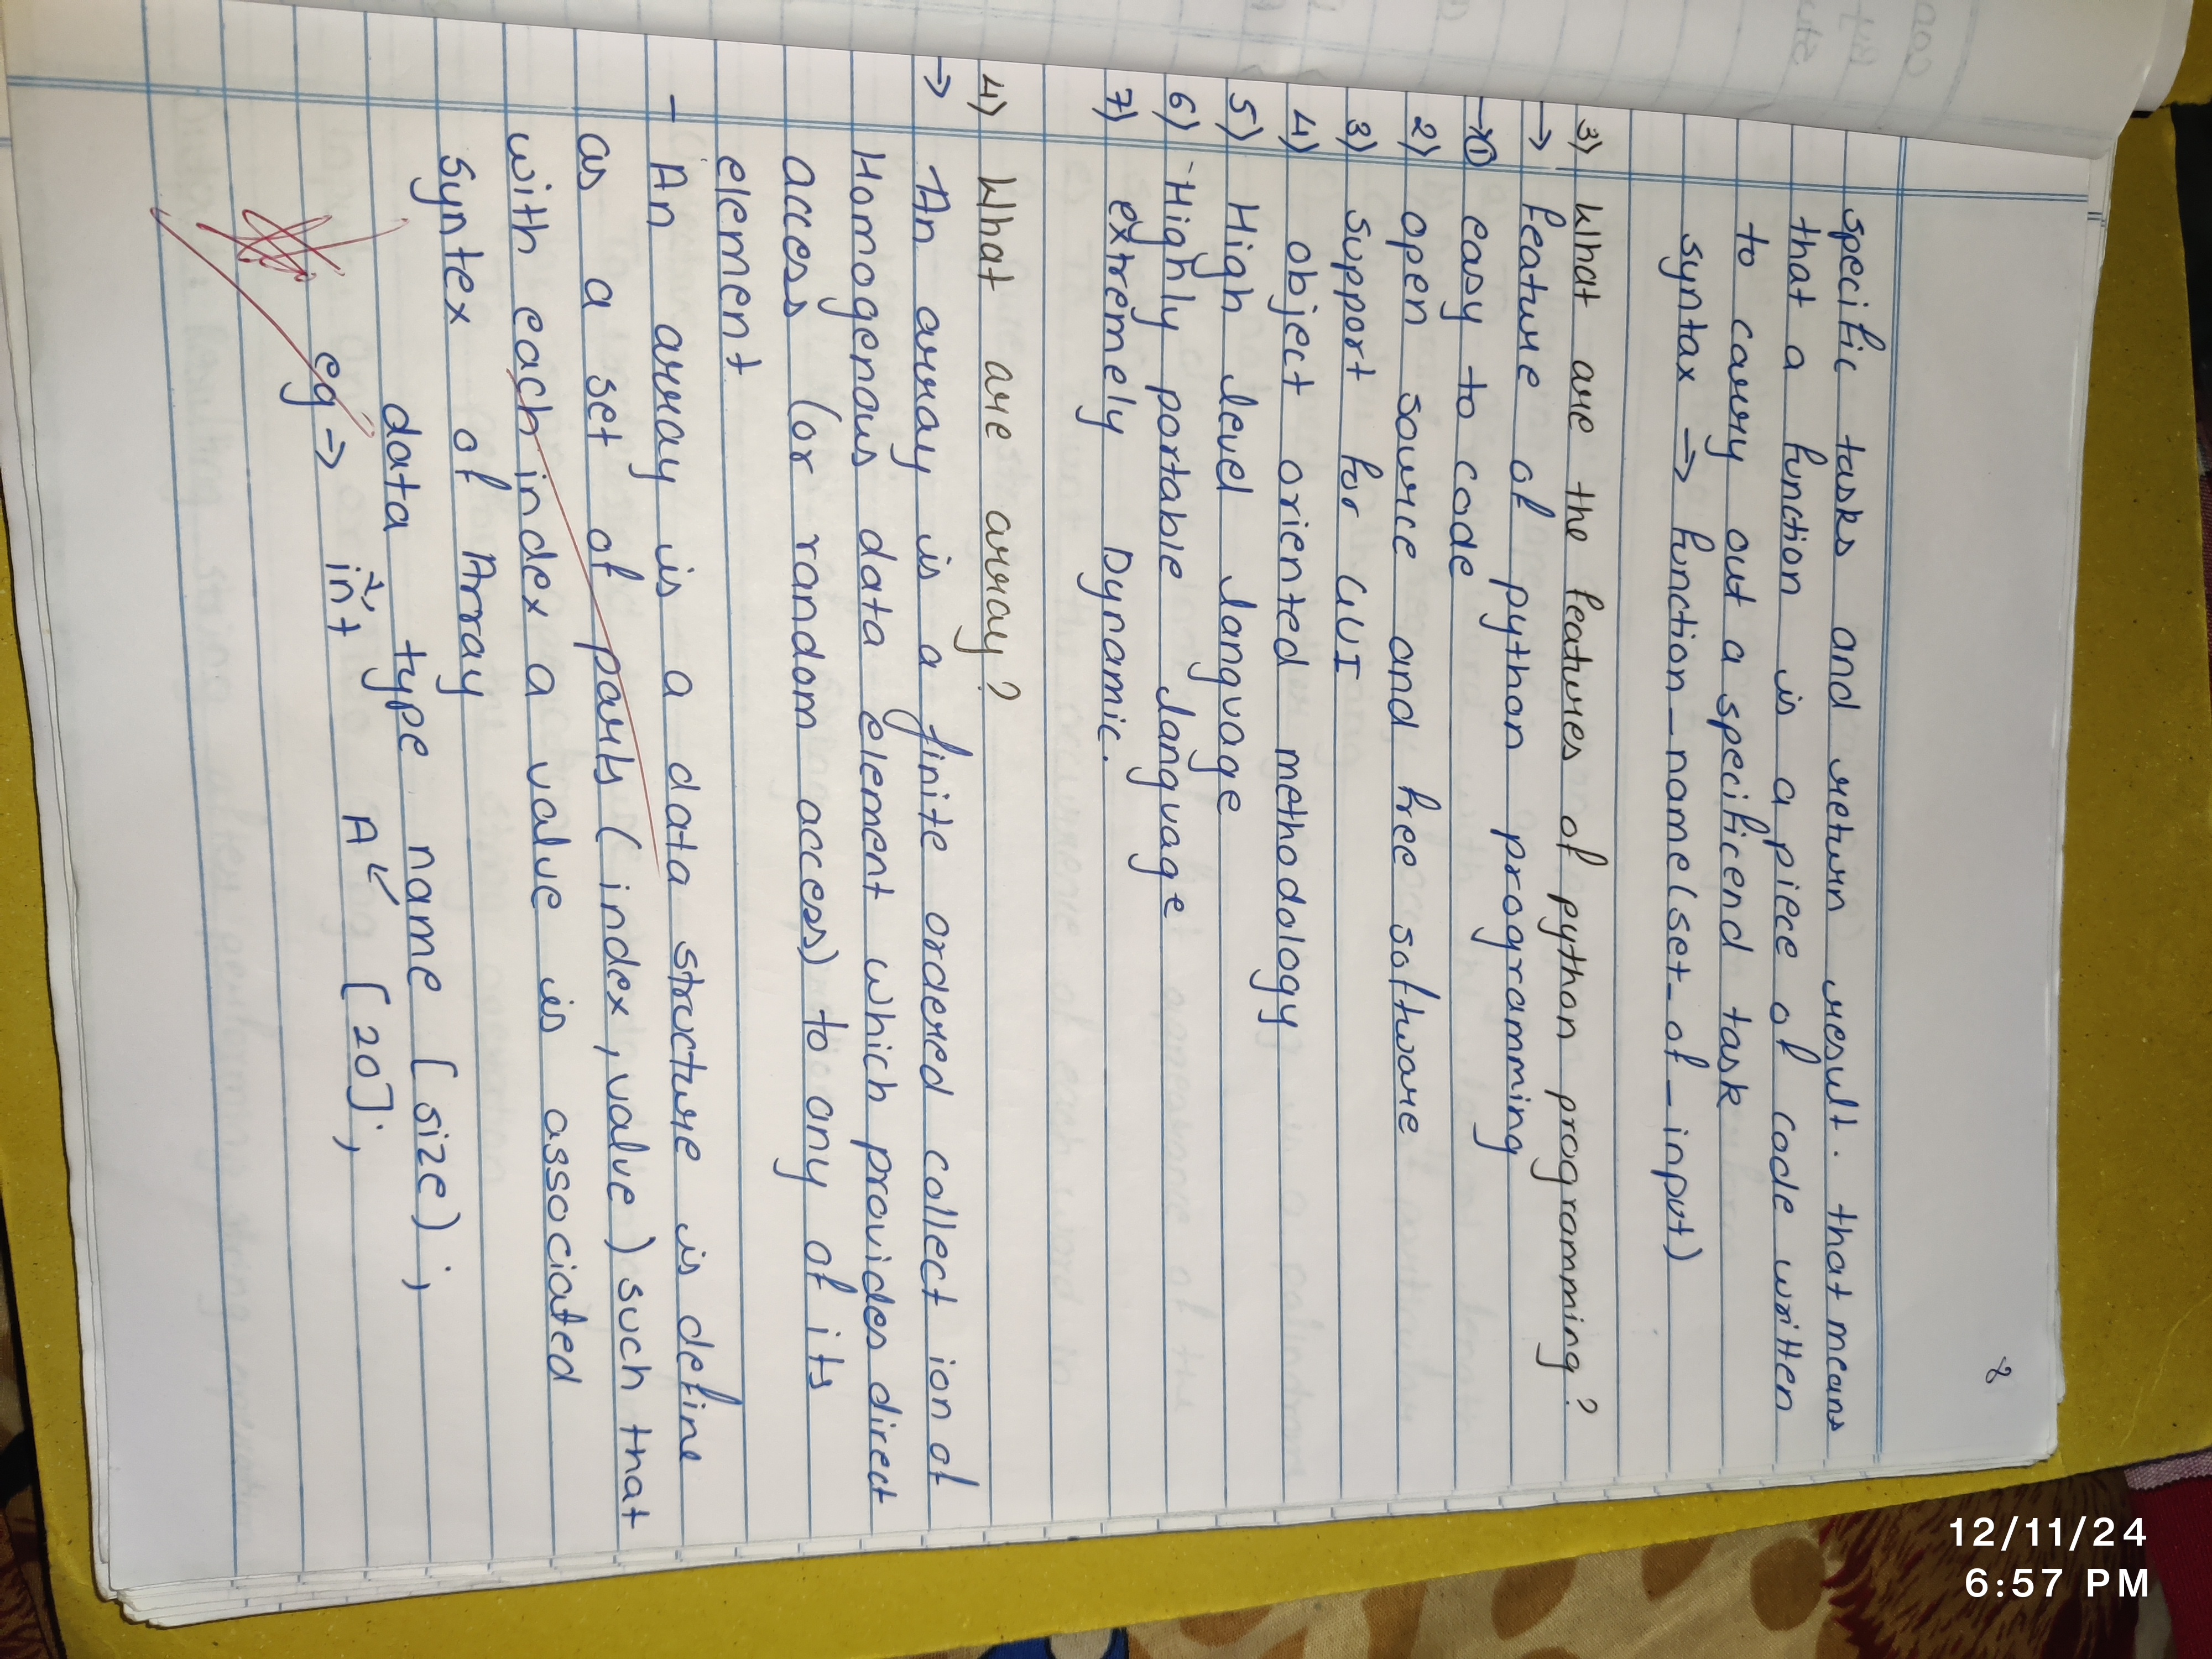 8
specific tasks and return result. that means
that a function is a piece of code written
to carry out a specificend task
syntax => function_name(set_of_input)
3) What are the features of python programming?
-> feature of python programming
1) easy to code
2) open source and free software
3) support for GUI
4) object oriented methodology
5) High level language
6) -Highly portable language
7) extremely Dynamic.
4) What are array?
-> An array is a finite ordered collect ion of
Homogenous data element which provides direct
acces (or random acces) to any of its
element
- An array is a data structure is define
as a set of paris (index, value) such that
with each index a value is associated
Syntex of Array
data type name [size];
eg -> int A [20];
12/11/24
6:57 PM